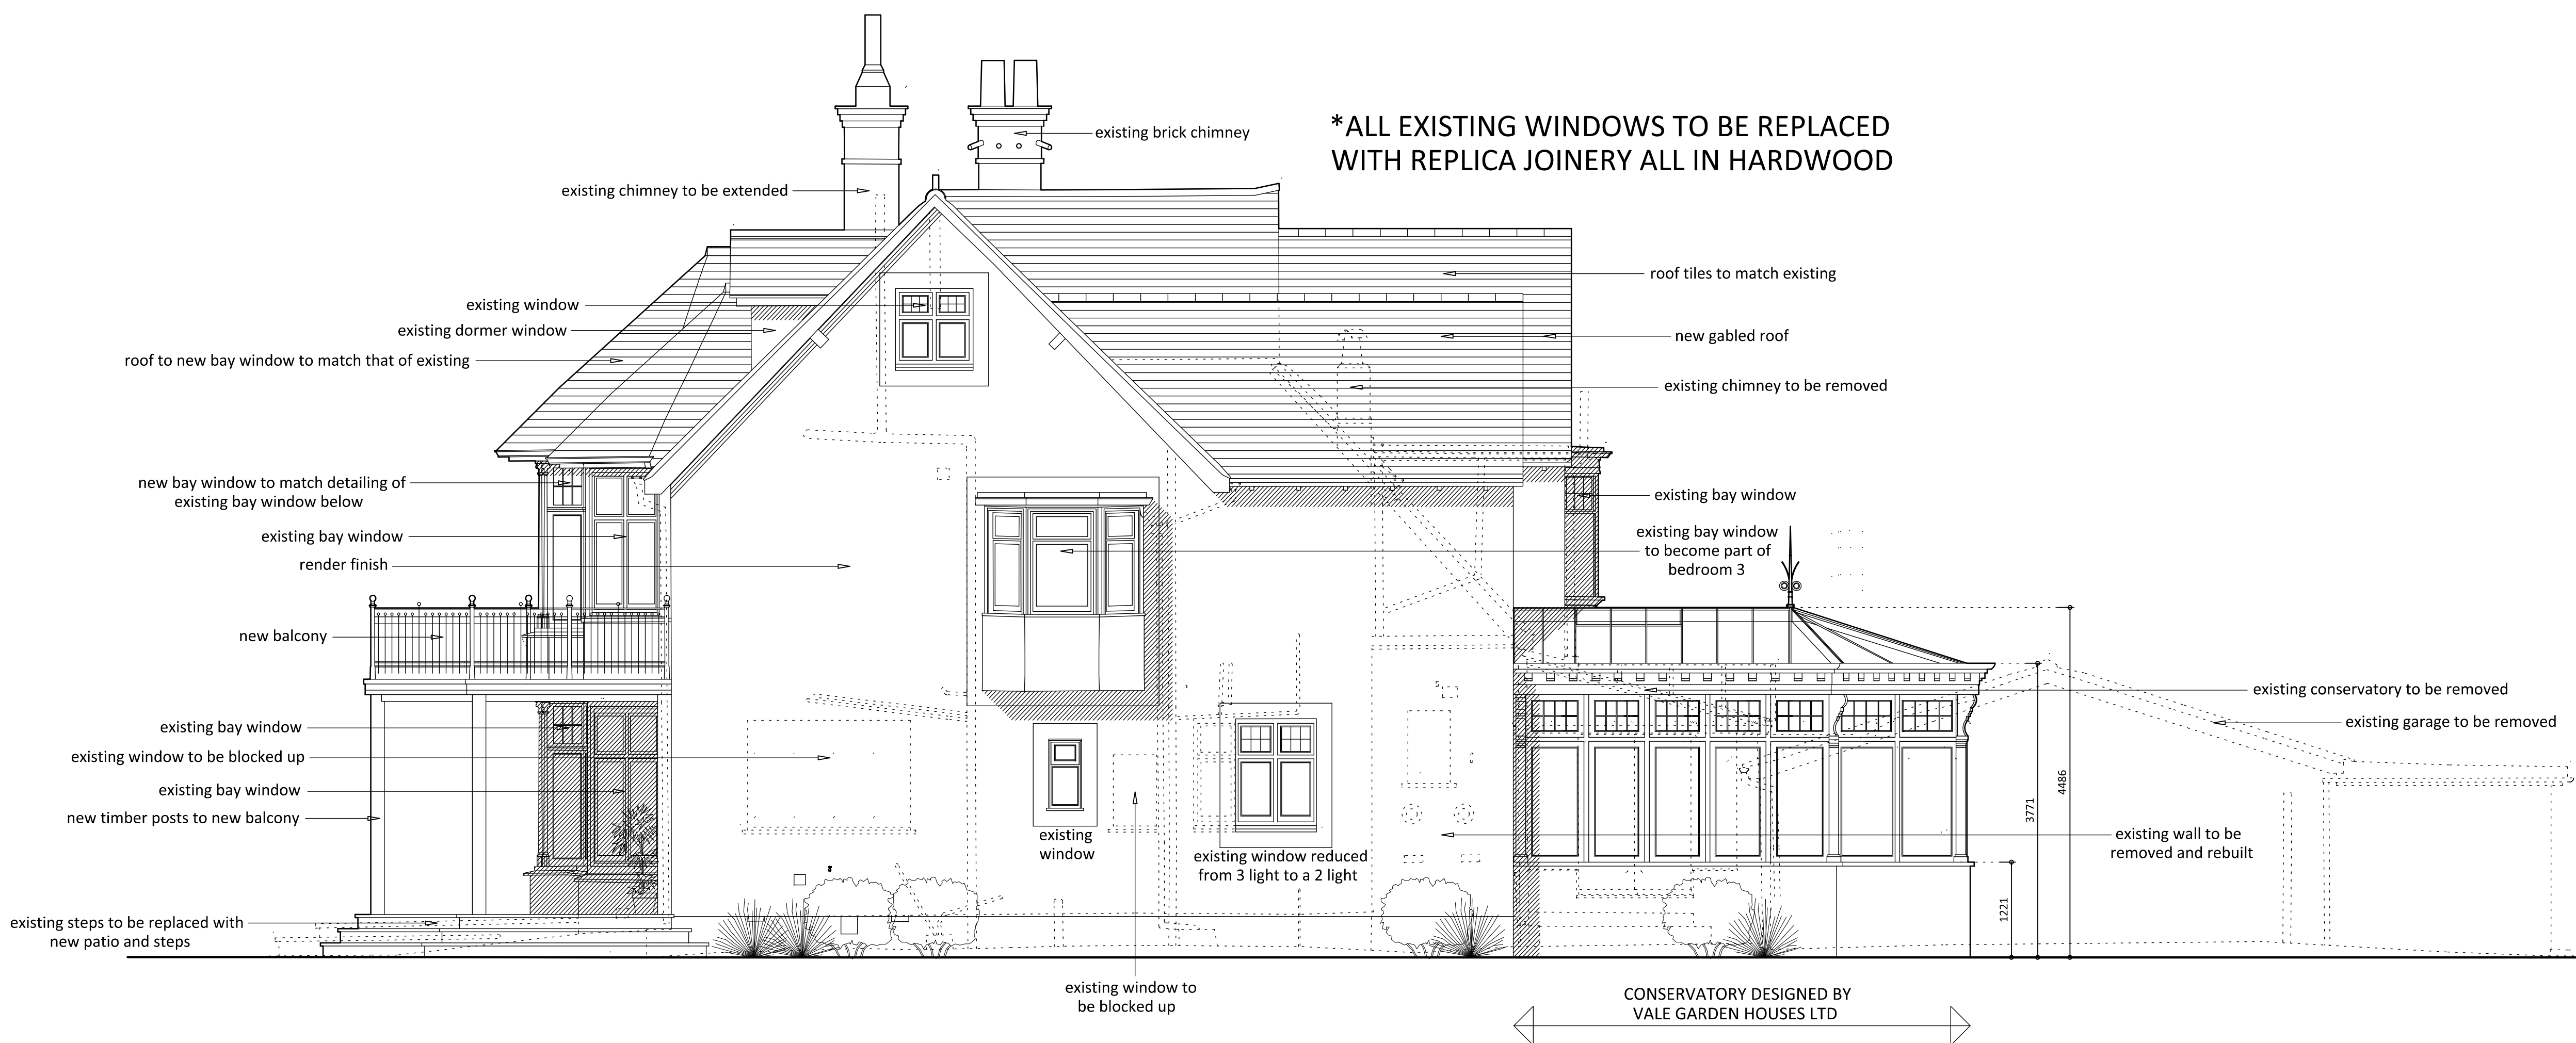 *ALL EXISTING WINDOWS TO BE REPLACED
WITH REPLICA JOINERY ALL IN HARDWOOD
existing brick chimney
existing chimney to be extended
existing window
existing dormer window
roof to new bay window to match that of existing
new bay window to match detailing of
existing bay window below
existing bay window
render finish
new balcony
existing bay window
existing window to be blocked up
existing bay window
new timber posts to new balcony
existing steps to be replaced with
new patio and steps
roof tiles to match existing
new gabled roof
existing chimney to be removed
existing bay window
existing bay window
to become part of
bedroom 3
existing conservatory to be removed
existing garage to be removed
existing wall to be
removed and rebuilt
4486
3771
1221
existing
window
existing window reduced
from 3 light to a 2 light
existing window to
be blocked up
CONSERVATORY DESIGNED BY
VALE GARDEN HOUSES LTD